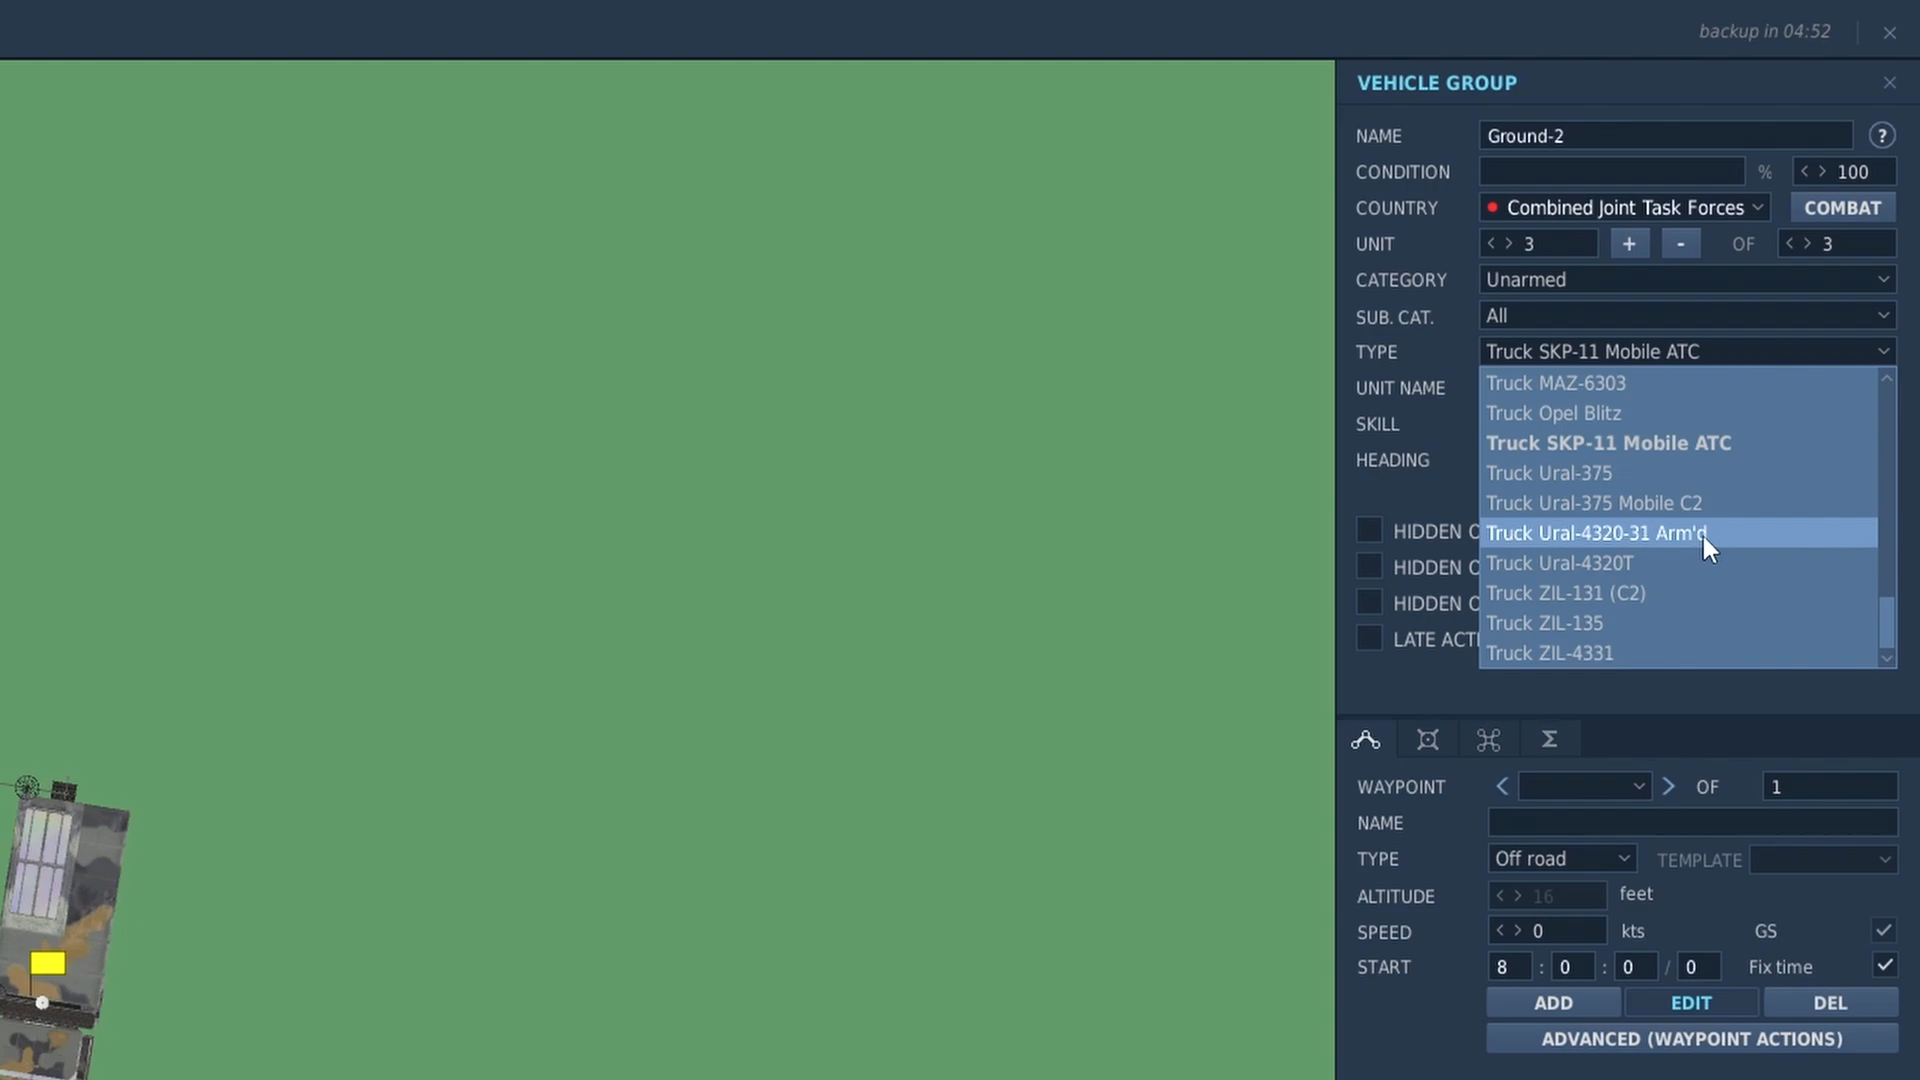 backup in 04:52
VEHICLE GROUP
NAME Ground-2 ?
CONDITION % < > 100
COUNTRY Combined Joint Task Forces COMBAT
UNIT < > 3 + - OF < > 3
CATEGORY Unarmed
SUB. CAT. All
TYPE Truck SKP-11 Mobile ATC
Truck MAZ-6303
UNIT NAME
Truck Opel Blitz
SKILL
Truck SKP-11 Mobile ATC
HEADING
Truck Ural-375
Truck Ural-375 Mobile C2
HIDDEN O Truck Ural-4320-31 Arm'd
HIDDEN O Truck Ural-4320T
HIDDEN O Truck ZIL-131 (C2)
LATE ACTI Truck ZIL-135
Truck ZIL-4331
Σ
WAYPOINT < > OF 1
NAME
TYPE Off road TEMPLATE
ALTITUDE < > 16 feet
SPEED < > 0 kts GS
START 8 : 0 : 0 / 0 Fix time
ADD EDIT DEL
ADVANCED (WAYPOINT ACTIONS)